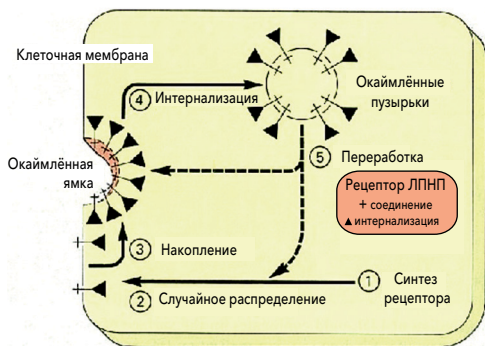 Клеточная мембрана
④ Интернализация
Окаймлённые
пузырьки
Окаймлённая
ямка
⑤ Переработка
Рецептор ЛПНП
+ соединение
▲ интернализация
③ Накопление
① Синтез
рецептора
② Случайное распределение